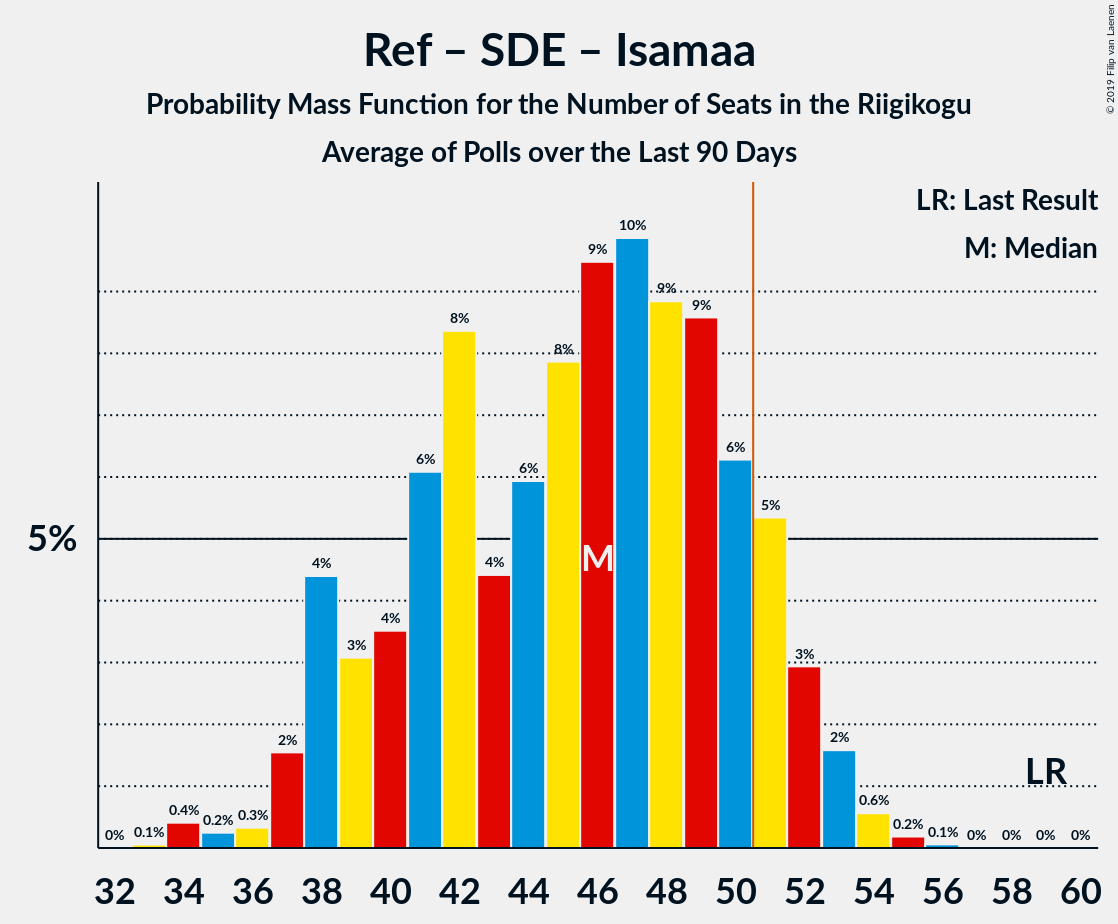 Ref – SDE – Isamaa
Probability Mass Function for the Number of Seats in the Riigikogu
Average of Polls over the Last 90 Days
© 2019 Filip van Laenen
LR: Last Result
M: Median
5%
0% 0.1% 0.4% 0.2% 0.3% 2% 4% 3% 4% 6% 8% 4% 6% 8% 9% 10% 9% 9% 6% 5% 3% 2% 0.6% 0.2% 0.1% 0% 0% 0% 0%
M
LR
32 34 36 38 40 42 44 46 48 50 52 54 56 58 60